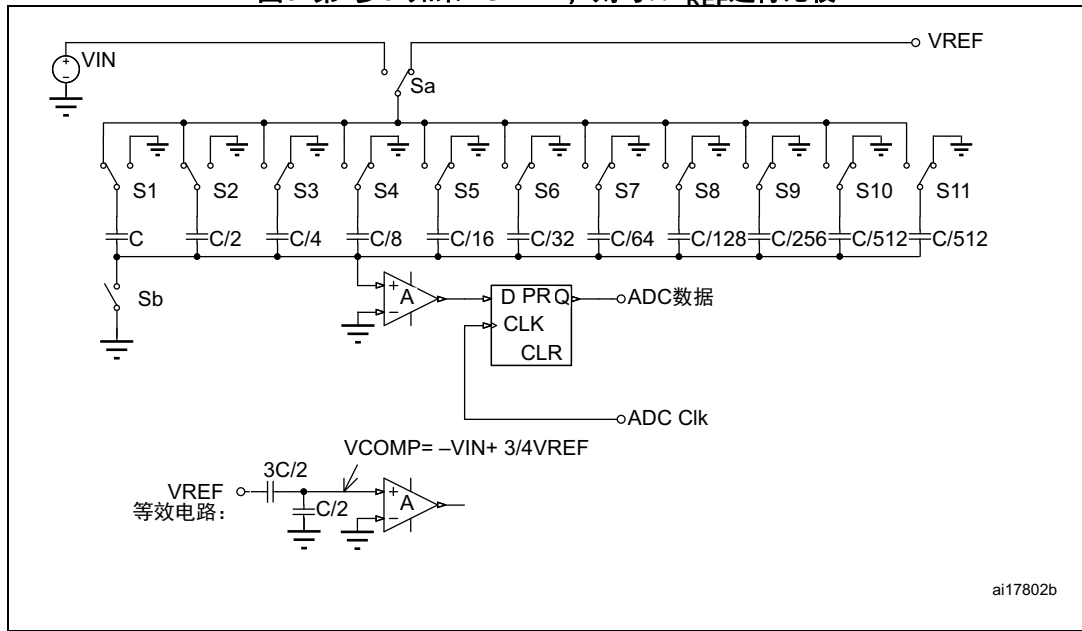 VREF
VIN
Sa
S1 S2 S3 S4 S5 S6 S7 S8 S9 S10 S11
C C/2 C/4 C/8 C/16 C/32 C/64 C/128 C/256 C/512 C/512
Sb
+ A −
D PR Q
ADC数据
CLK
CLR
ADC Clk
VCOMP= –VIN+ 3/4VREF
3C/2
VREF
+ A −
C/2
等效电路：
ai17802b